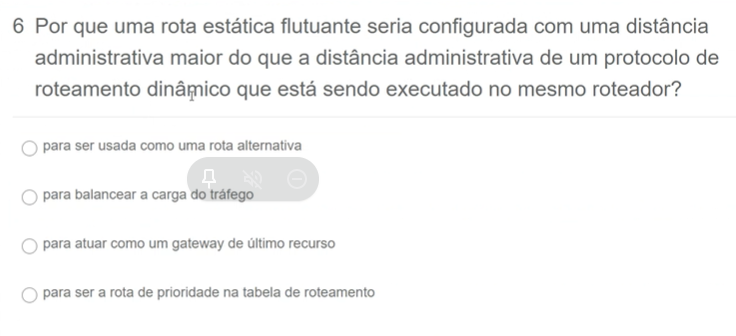 6 Por que uma rota estática flutuante seria configurada com uma distância
administrativa maior do que a distância administrativa de um protocolo de
roteamento dinâmico que está sendo executado no mesmo roteador?
para ser usada como uma rota alternativa
para balancear a carga do tráfego
para atuar como um gateway de último recurso
para ser a rota de prioridade na tabela de roteamento